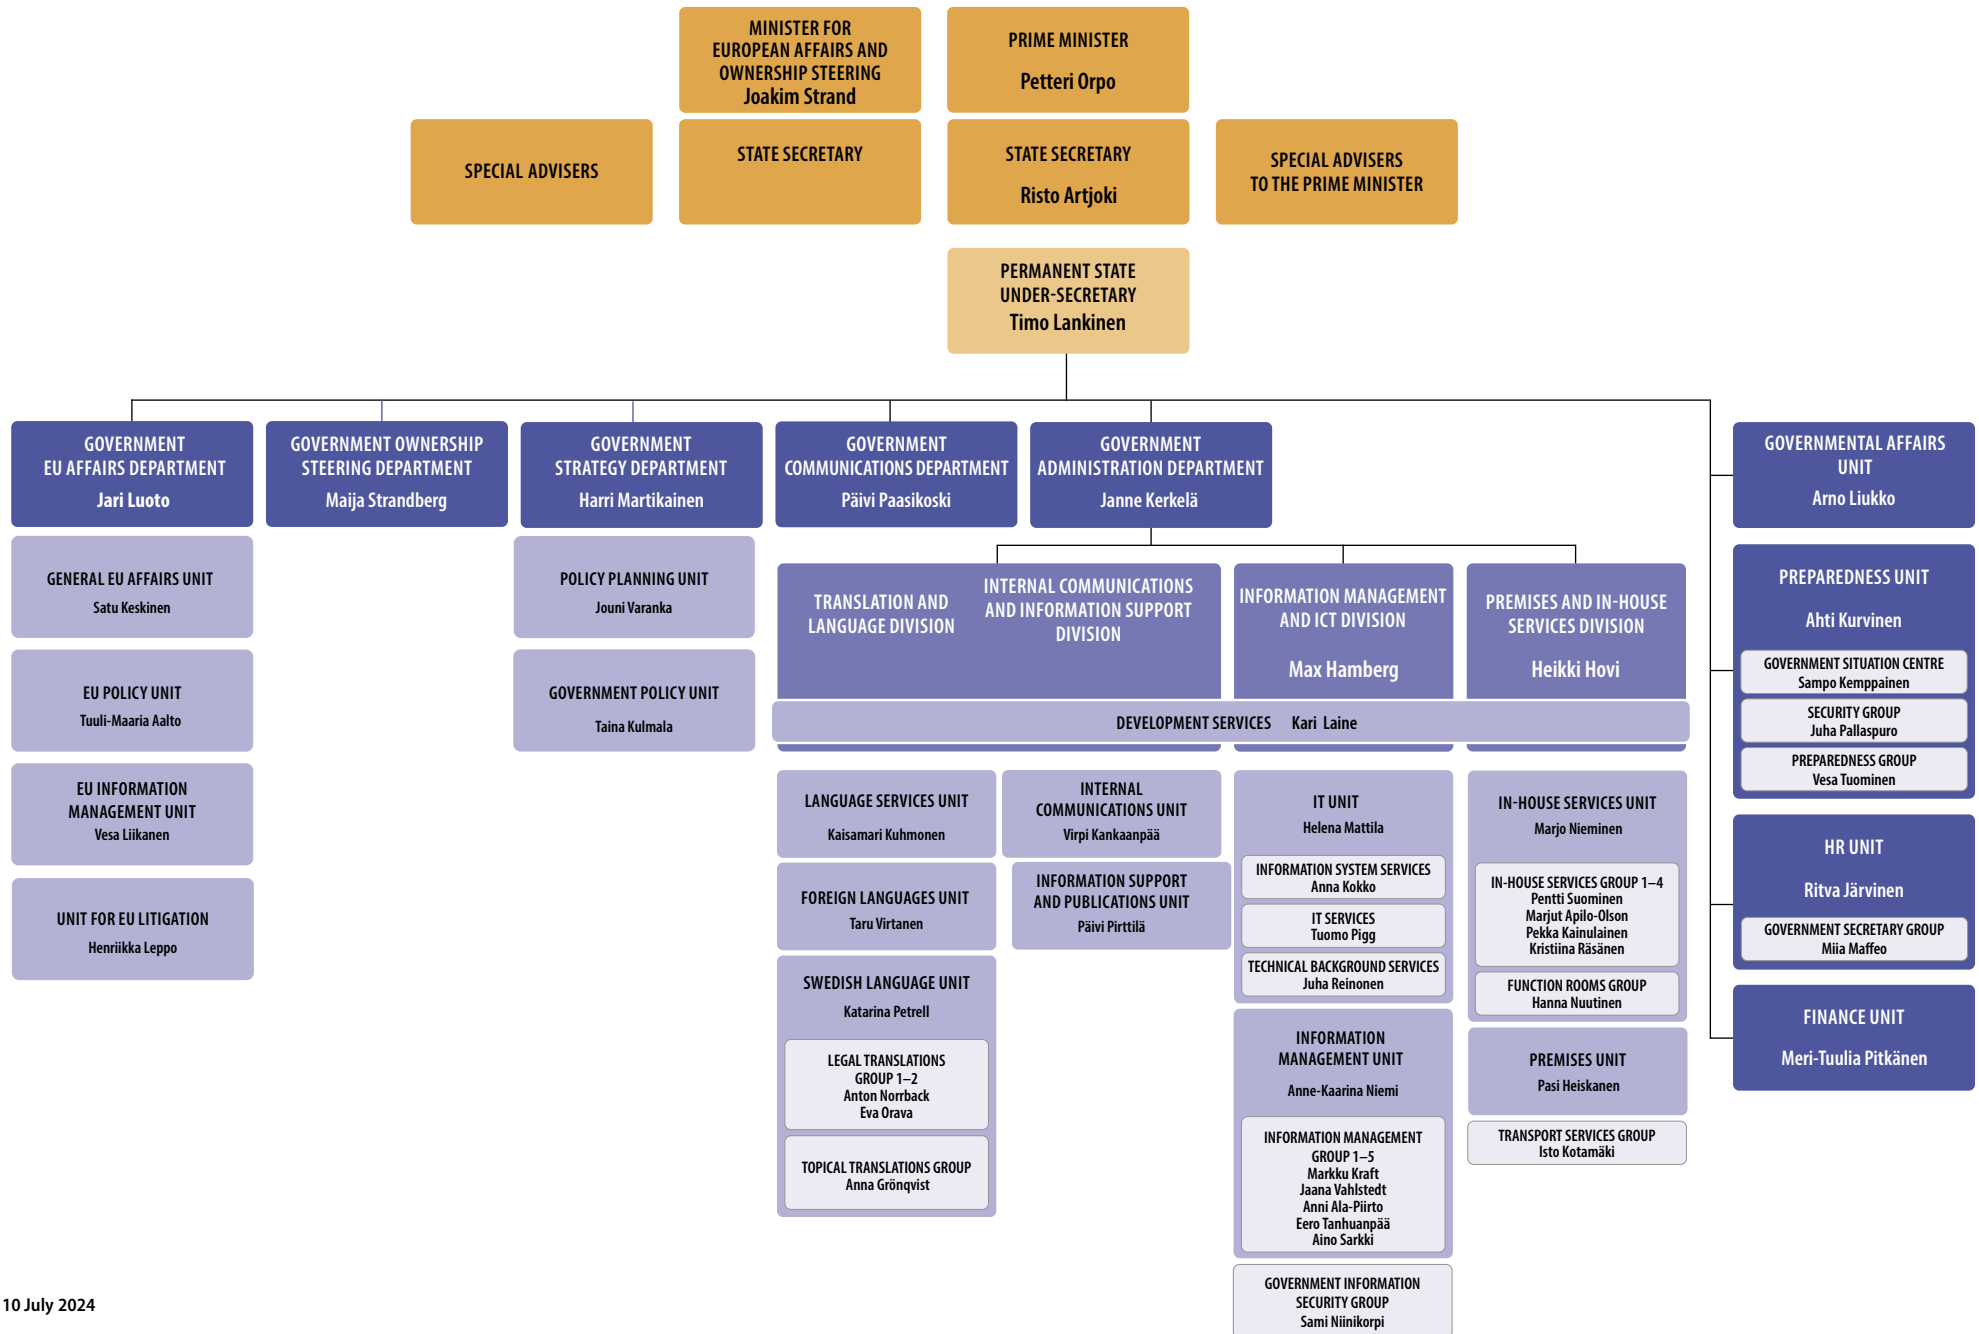 MINISTER FOR
EUROPEAN AFFAIRS AND
OWNERSHIP STEERING
Joakim Strand
PRIME MINISTER
Petteri Orpo
SPECIAL ADVISERS
STATE SECRETARY
STATE SECRETARY
Risto Artjoki
SPECIAL ADVISERS
TO THE PRIME MINISTER
PERMANENT STATE
UNDER-SECRETARY
Timo Lankinen
GOVERNMENT
EU AFFAIRS DEPARTMENT
Jari Luoto
GOVERNMENT OWNERSHIP
STEERING DEPARTMENT
Maija Strandberg
GOVERNMENT
STRATEGY DEPARTMENT
Harri Martikainen
GOVERNMENT
COMMUNICATIONS DEPARTMENT
Päivi Paasikoski
GOVERNMENT
ADMINISTRATION DEPARTMENT
Janne Kerkelä
GENERAL EU AFFAIRS UNIT
Satu Keskinen
EU POLICY UNIT
Tuuli-Maaria Aalto
EU INFORMATION
MANAGEMENT UNIT
Vesa Liikanen
UNIT FOR EU LITIGATION
Henriikka Leppo
POLICY PLANNING UNIT
Jouni Varanka
GOVERNMENT POLICY UNIT
Taina Kulmala
TRANSLATION AND
LANGUAGE DIVISION
INTERNAL COMMUNICATIONS
AND INFORMATION SUPPORT
DIVISION
INFORMATION MANAGEMENT
AND ICT DIVISION
Max Hamberg
PREMISES AND IN-HOUSE
SERVICES DIVISION
Heikki Hovi
DEVELOPMENT SERVICES Kari Laine
LANGUAGE SERVICES UNIT
Kaisamari Kuhmonen
FOREIGN LANGUAGES UNIT
Taru Virtanen
SWEDISH LANGUAGE UNIT
Katarina Petrell
LEGAL TRANSLATIONS
GROUP 1–2
Anton Norrback
Eva Orava
TOPICAL TRANSLATIONS GROUP
Anna Grönqvist
INTERNAL
COMMUNICATIONS UNIT
Virpi Kankaanpää
INFORMATION SUPPORT
AND PUBLICATIONS UNIT
Päivi Pirttilä
IT UNIT
Helena Mattila
INFORMATION SYSTEM SERVICES
Anna Kokko
IT SERVICES
Tuomo Pigg
TECHNICAL BACKGROUND SERVICES
Juha Reinonen
INFORMATION
MANAGEMENT UNIT
Anne-Kaarina Niemi
INFORMATION MANAGEMENT
GROUP 1–5
Markku Kraft
Jaana Vahlstedt
Anni Ala-Piirto
Eero Tanhuanpää
Aino Sarkki
GOVERNMENT INFORMATION
SECURITY GROUP
Sami Niinikorpi
IN-HOUSE SERVICES UNIT
Marjo Nieminen
IN-HOUSE SERVICES GROUP 1–4
Pentti Suominen
Marjut Apilo-Olson
Pekka Kainulainen
Kristiina Räsänen
FUNCTION ROOMS GROUP
Hanna Nuutinen
PREMISES UNIT
Pasi Heiskanen
TRANSPORT SERVICES GROUP
Isto Kotamäki
GOVERNMENTAL AFFAIRS
UNIT
Arno Liukko
PREPAREDNESS UNIT
Ahti Kurvinen
GOVERNMENT SITUATION CENTRE
Sampo Kemppainen
SECURITY GROUP
Juha Pallaspuro
PREPAREDNESS GROUP
Vesa Tuominen
HR UNIT
Ritva Järvinen
GOVERNMENT SECRETARY GROUP
Miia Maffeo
FINANCE UNIT
Meri-Tuulia Pitkänen
10 July 2024